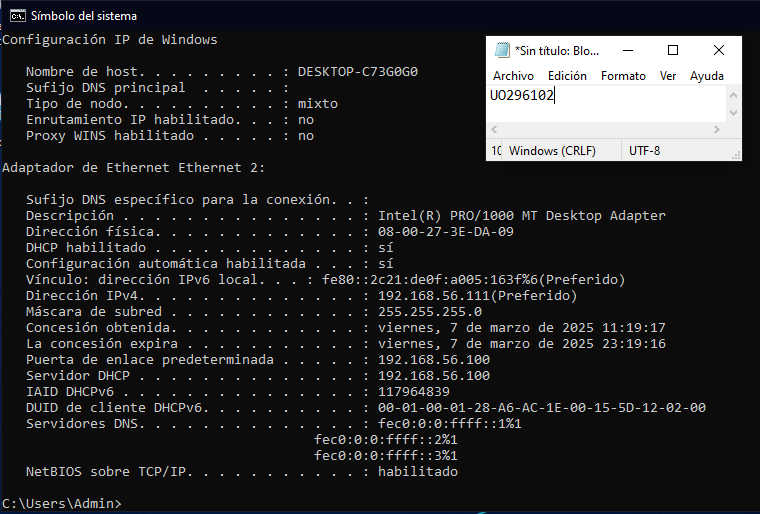 Símbolo del sistema
Configuración IP de Windows
Nombre de host. . . . . . . . . : DESKTOP-C73G0G0
Sufijo DNS principal  . . . . . :
Tipo de nodo. . . . . . . . . . : mixto
Enrutamiento IP habilitado. . . : no
Proxy WINS habilitado . . . . . : no
Adaptador de Ethernet Ethernet 2:
Sufijo DNS específico para la conexión. . :
Descripción . . . . . . . . . . . . . . . : Intel(R) PRO/1000 MT Desktop Adapter
Dirección física. . . . . . . . . . . . . : 08-00-27-3E-DA-09
DHCP habilitado . . . . . . . . . . . . . : sí
Configuración automática habilitada . . . : sí
Vínculo: dirección IPv6 local. . . : fe80::2c21:de0f:a005:163f%6(Preferido)
Dirección IPv4. . . . . . . . . . . . . . : 192.168.56.111(Preferido)
Máscara de subred . . . . . . . . . . . . : 255.255.255.0
Concesión obtenida. . . . . . . . . . . . : viernes, 7 de marzo de 2025 11:19:17
La concesión expira . . . . . . . . . . . : viernes, 7 de marzo de 2025 23:19:16
Puerta de enlace predeterminada . . . . . : 192.168.56.100
Servidor DHCP . . . . . . . . . . . . . . : 192.168.56.100
IAID DHCPv6 . . . . . . . . . . . . . . . : 117964839
DUID de cliente DHCPv6. . . . . . . . . . : 00-01-00-01-28-A6-AC-1E-00-15-5D-12-02-00
Servidores DNS. . . . . . . . . . . . . . : fec0:0:0:ffff::1%1
fec0:0:0:ffff::2%1
fec0:0:0:ffff::3%1
NetBIOS sobre TCP/IP. . . . . . . . . . . : habilitado
C:\Users\Admin>
*Sin título: Blo...
Archivo Edición Formato Ver Ayuda
UO296102
10 Windows (CRLF) UTF-8